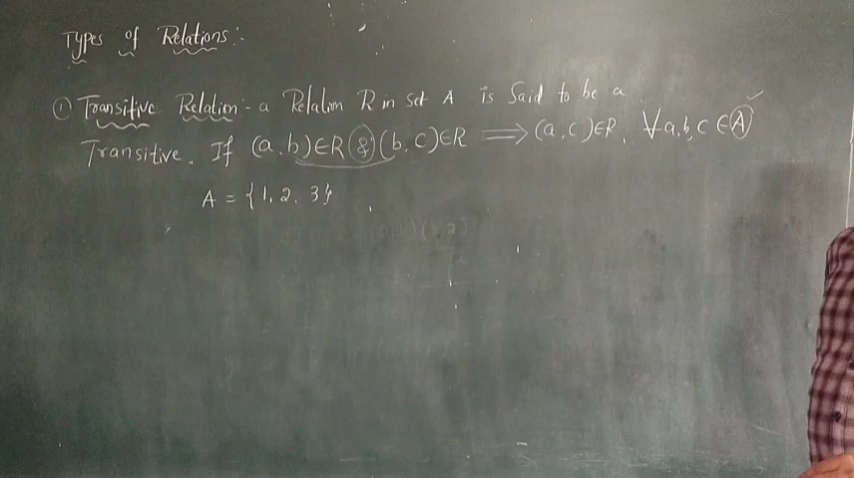 Types of Relations:-
① Transitive Relation - a Relation R in set A is Said to be a
Transitive. If (a,b)∈R & (b,c)∈R ⟹ (a,c)∈R, ∀a,b,c ∈ A
A = {1, 2, 3}